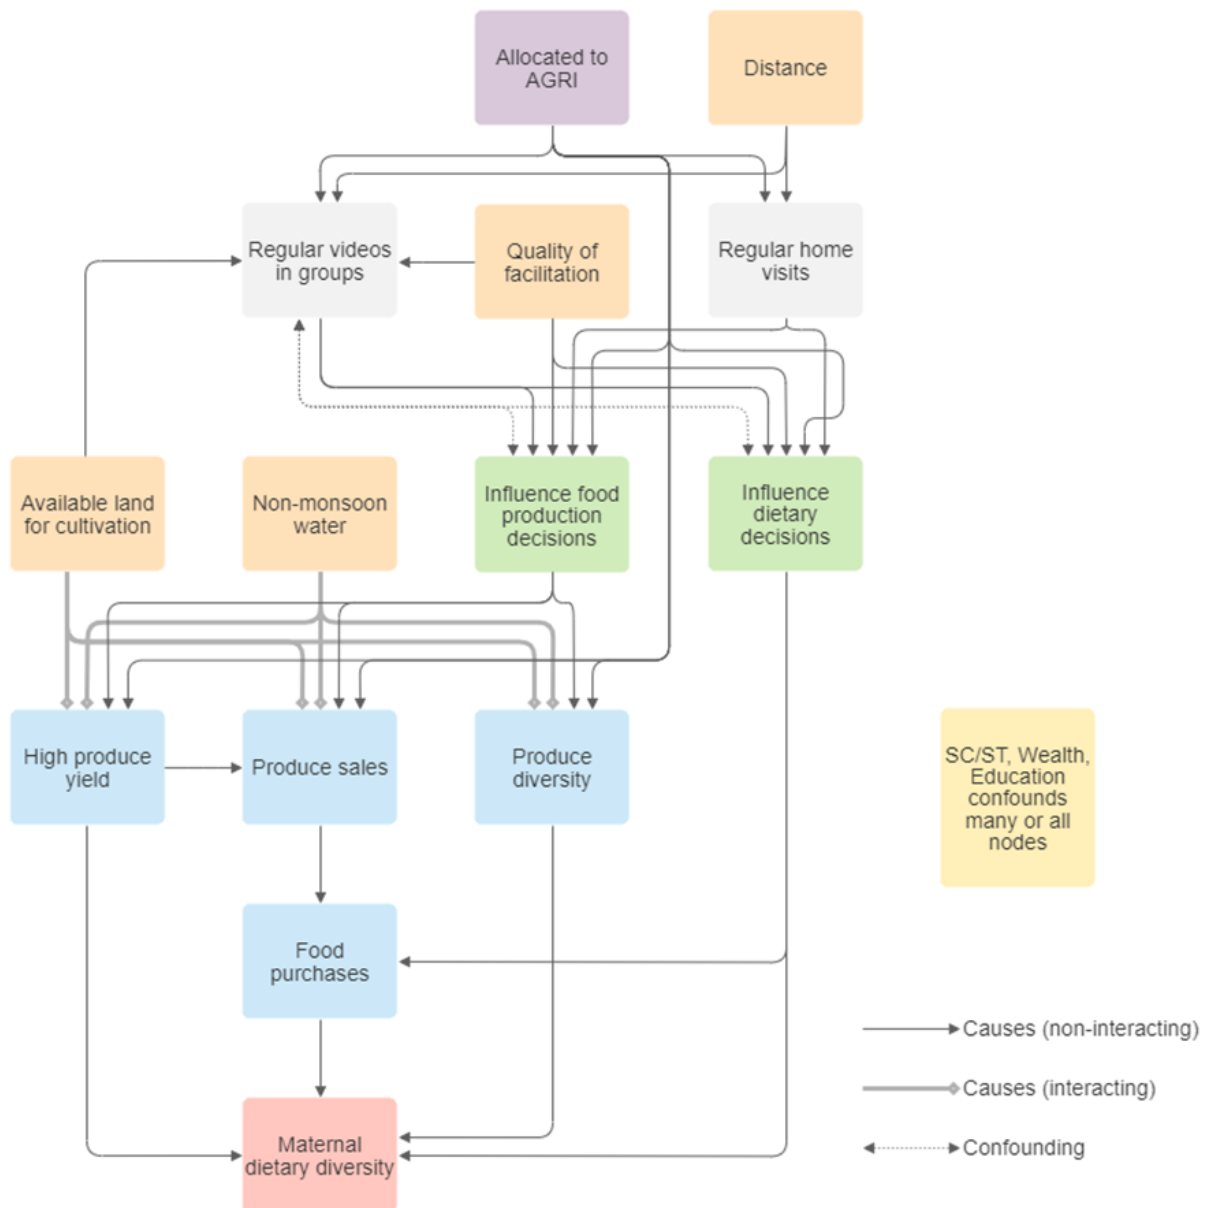 Allocated to
AGRI
Distance
Regular videos
in groups
Quality of
facilitation
Regular home
visits
Available land
for cultivation
Non-monsoon
water
Influence food
production
decisions
Influence
dietary
decisions
High produce
yield
Produce sales
Produce
diversity
SC/ST, Wealth,
Education
confounds
many or all
nodes
Food
purchases
Causes (non-interacting)
Causes (interacting)
Confounding
Maternal
dietary diversity